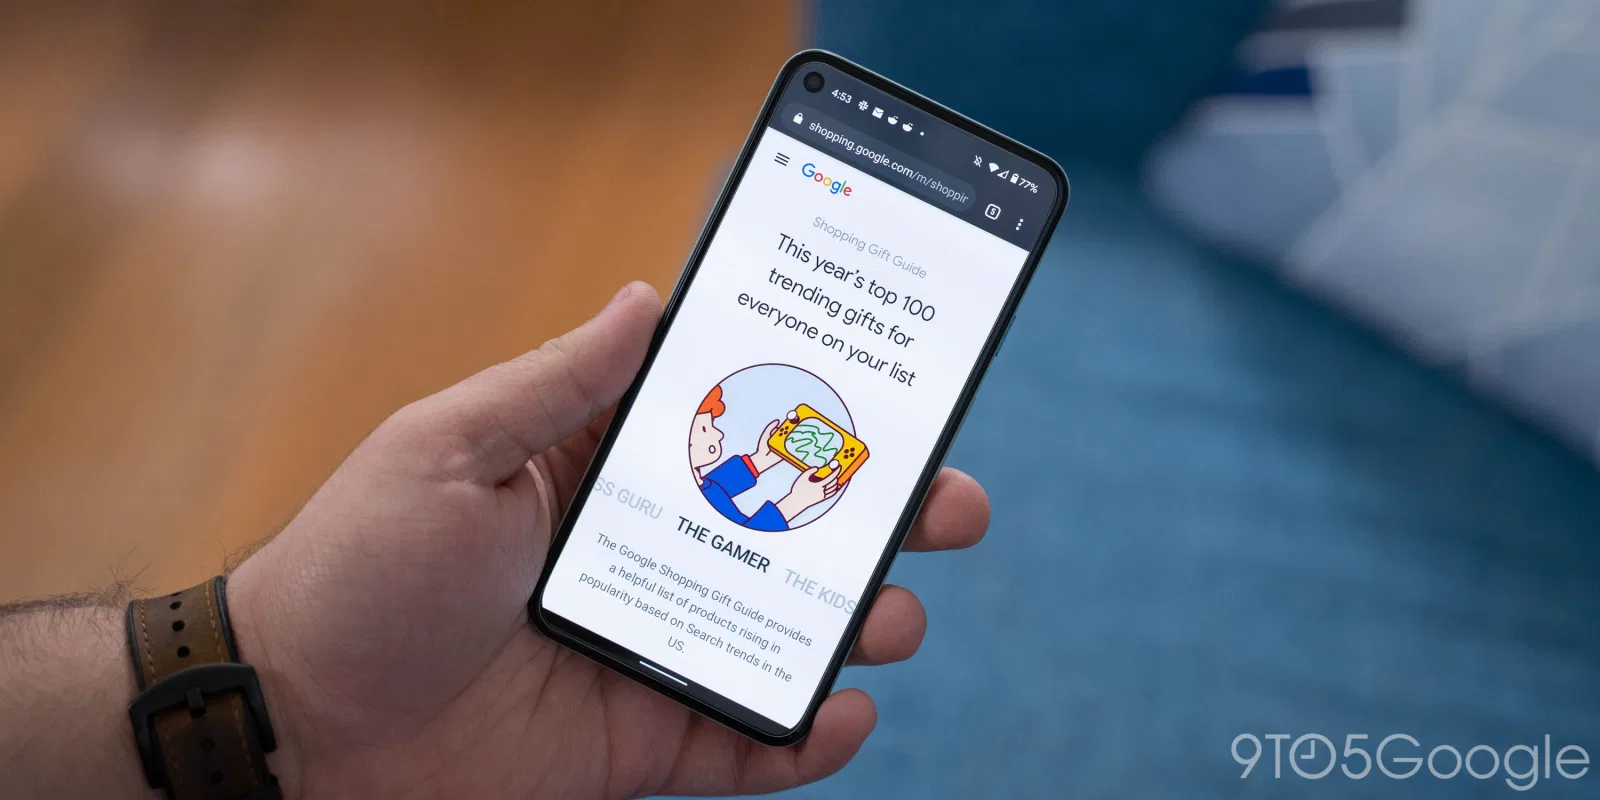 4:53
77%
shopping.google.com/m/shoppin
5
Google
Shopping Gift Guide
This year's top 100
trending gifts for
everyone on your list
SS GURU
THE GAMER
THE KIDS
The Google Shopping Gift Guide provides
a helpful list of products rising in
popularity based on Search trends in the
US.
9TO5Google